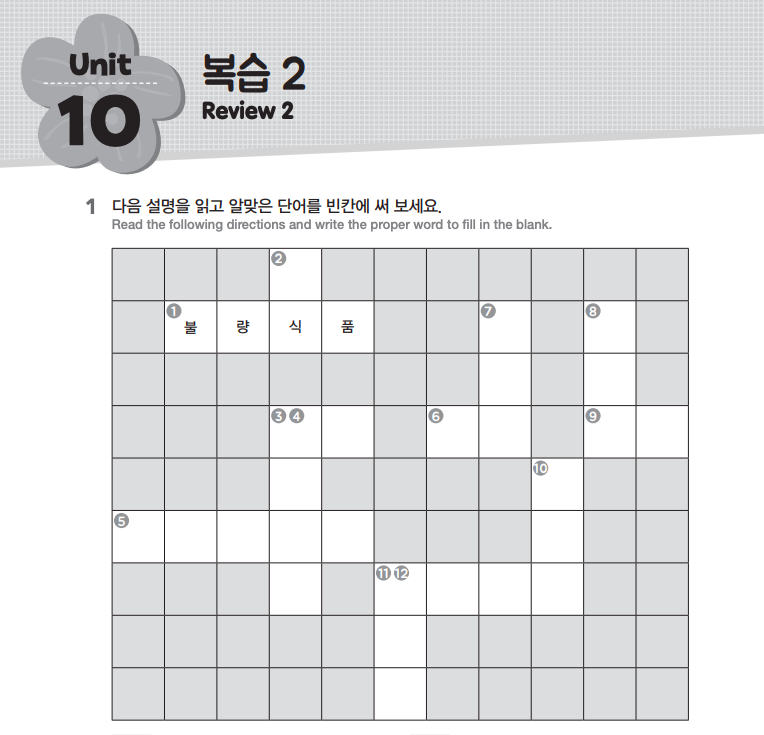 Unit
10
복습 2
Review 2
1 다음 설명을 읽고 알맞은 단어를 빈칸에 써 보세요.
Read the following directions and write the proper word to fill in the blank.
2
1 불 량 식 품 7 8
3 4 6 9
10
5
11 12